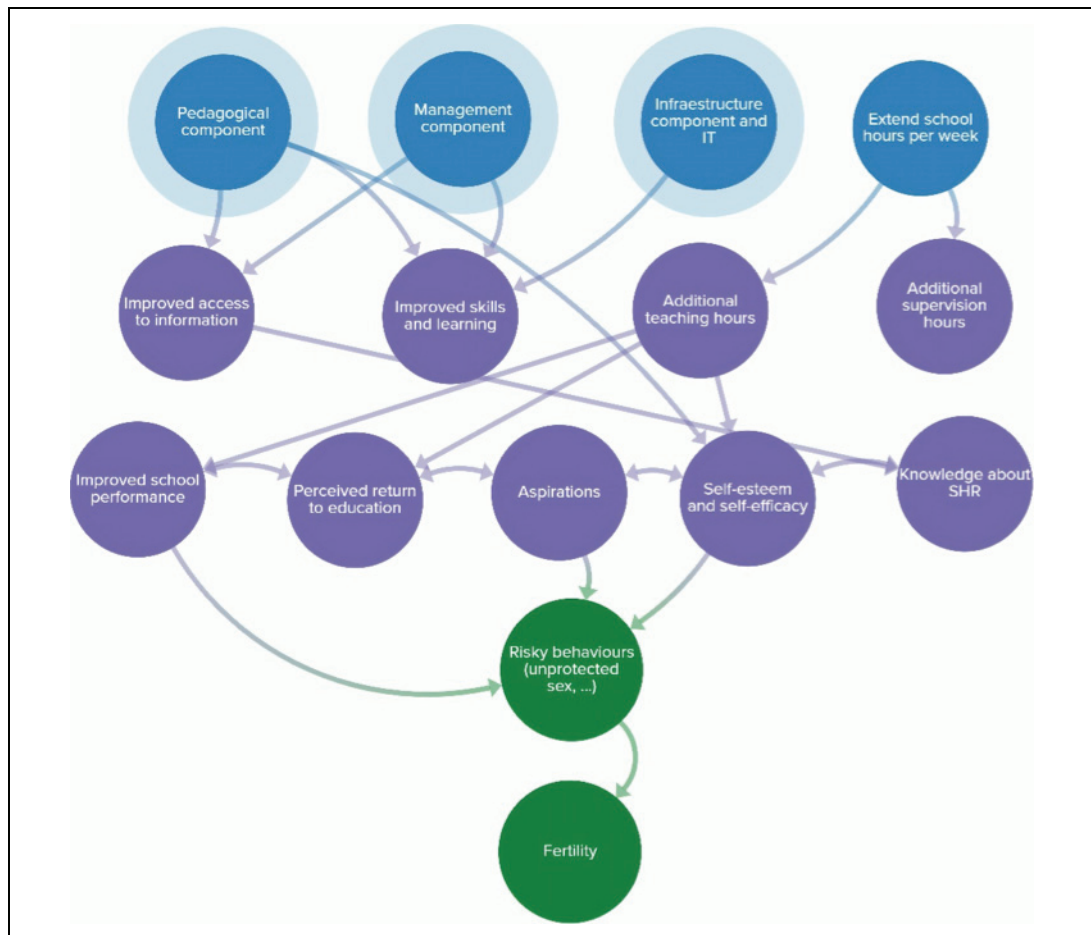 Pedagogical
component
Management
component
Infraestructure
component and
IT
Extend school
hours per week
Improved access
to information
Improved skills
and learning
Additional
teaching hours
Additional
supervision
hours
Improved school
performance
Perceived return
to education
Aspirations
Self-esteem
and self-efficacy
Knowledge about
SHR
Risky behaviours
(unprotected
sex, ...)
Fertility